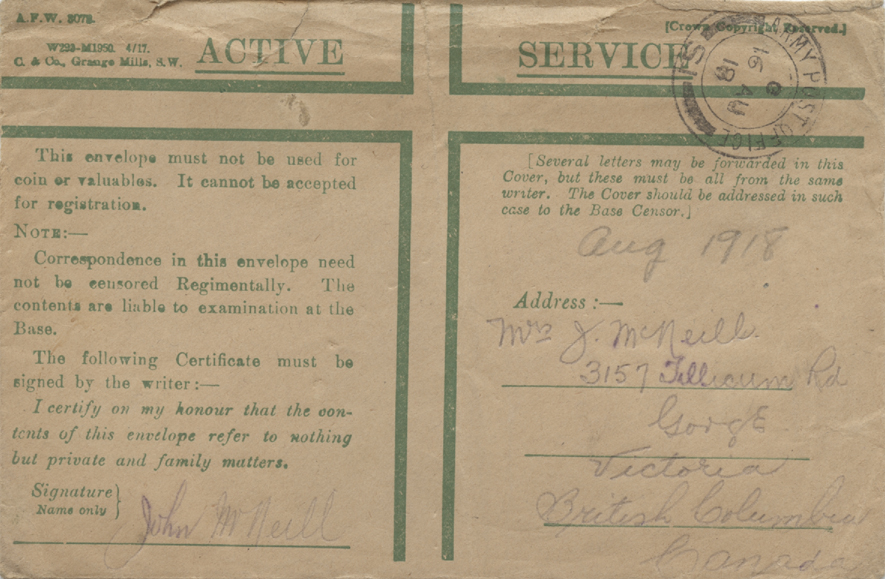 A.F.W. 3078.
W293-M1950. 4/17.
C. & Co., Grange Mills, S.W.
ACTIVE
SERVICE
[Crown Copyright Reserved.]
ARMY POST OFFICE
16 AU
18
This envelope must not be used for
coin or valuables. It cannot be accepted
for registration.
NOTE:—
Correspondence in this envelope need
not be censored Regimentally. The
contents are liable to examination at the
Base.
The following Certificate must be
signed by the writer:—
I certify on my honour that the con-
tents of this envelope refer to nothing
but private and family matters.
Signature }
Name only
John McNeill
[Several letters may be forwarded in this
Cover, but these must be all from the same
writer. The Cover should be addressed in such
case to the Base Censor.]
Aug 1918
Address :—
Mrs J. McNeill.
3157 Tillicum Rd
Gorge
Victoria
British Columbia
Canada